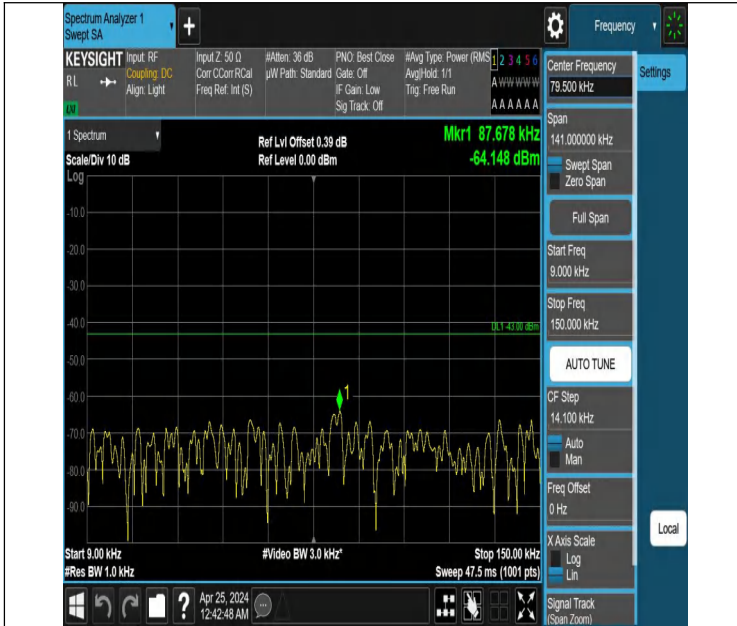 Spectrum Analyzer 1
Swept SA
+
Frequency
KEYSIGHT
RL
Input: RF
Coupling: DC
Align: Light
Input Z: 50 Ω
Corr CCorr RCal
Freq Ref: Int (S)
#Atten: 36 dB
µW Path: Standard
PNO: Best Close
Gate: Off
IF Gain: Low
Sig Track: Off
#Avg Type: Power (RMS
Avg|Hold: 1/1
Trig: Free Run
1 2 3 4 5 6
A W W W W W
A A A A A A
Center Frequency
79.500 kHz
Settings
1 Spectrum
Scale/Div 10 dB
Ref Lvl Offset 0.39 dB
Ref Level 0.00 dBm
Mkr1 87.678 kHz
-64.148 dBm
Span
141.000000 kHz
Swept Span
Zero Span
Full Span
Start Freq
9.000 kHz
Stop Freq
150.000 kHz
AUTO TUNE
CF Step
14.100 kHz
Auto
Man
Freq Offset
0 Hz
X Axis Scale
Log
Lin
Signal Track
(Span Zoom)
Local
Log
-10.0
-20.0
-30.0
-40.0
-50.0
-60.0
-70.0
-80.0
-90.0
DL1 -43.00 dBm
1
Start 9.00 kHz
#Res BW 1.0 kHz
#Video BW 3.0 kHz*
Stop 150.00 kHz
Sweep 47.5 ms (1001 pts)
?
Apr 25, 2024
12:42:48 AM